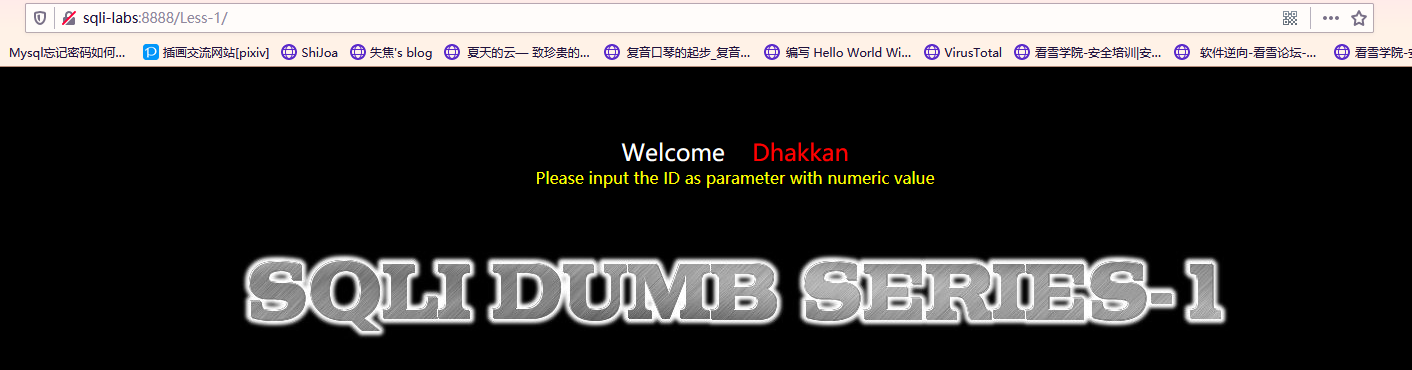 sqli-labs:8888/Less-1/
Mysql忘记密码如何... 插画交流网站[pixiv] ShiJoa 失焦's blog 夏天的云— 致珍贵的... 复音口琴的起步_复音... 编写 Hello World Wi... VirusTotal 看雪学院-安全培训|安... 软件逆向-看雪论坛-... 看雪学院-安
Welcome Dhakkan
Please input the ID as parameter with numeric value
SQLI DUMB SERIES-1